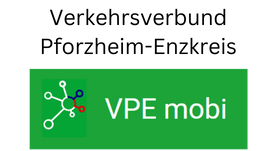 Verkehrsverbund
Pforzheim-Enzkreis
VPE mobi